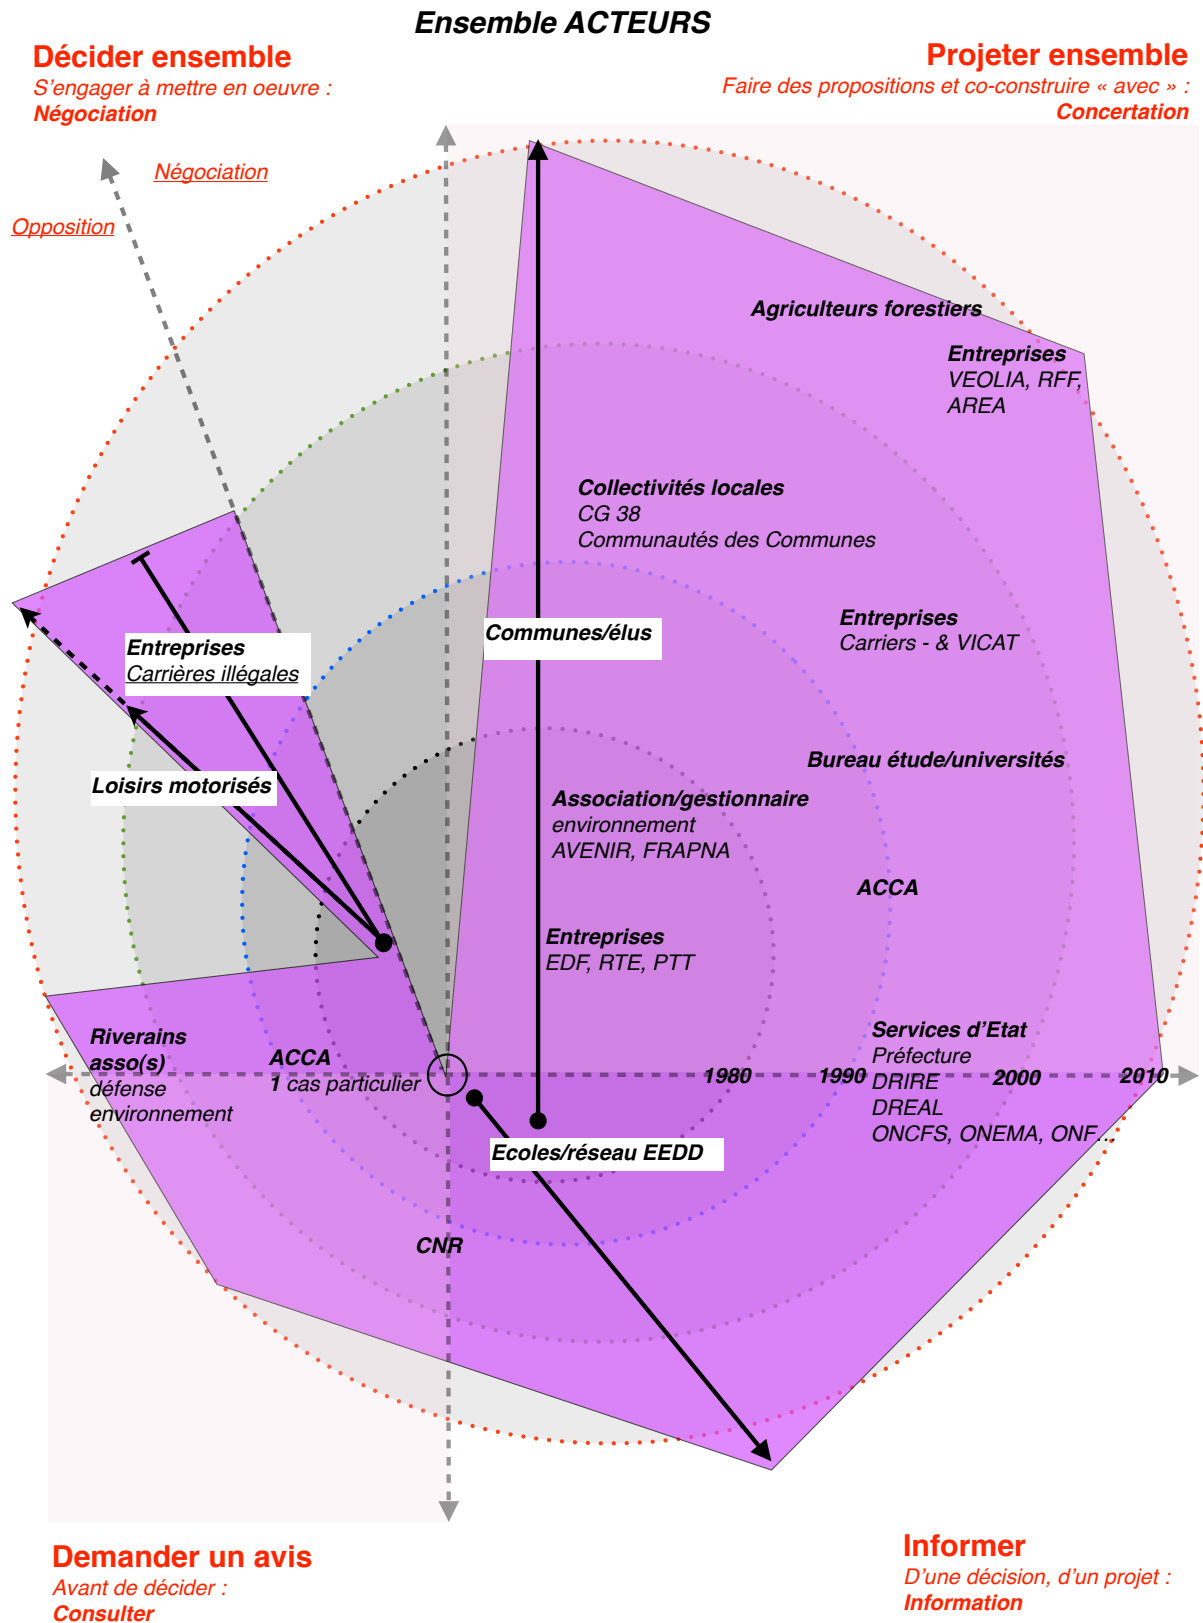 Ensemble ACTEURS
Décider ensemble
S'engager à mettre en oeuvre :
Négociation
Projeter ensemble
Faire des propositions et co-construire « avec » :
Concertation
Négociation
Opposition
Agriculteurs forestiers
Entreprises
VEOLIA, RFF,
AREA
Collectivités locales
CG 38
Communautés des Communes
Entreprises
Carriers - & VICAT
Communes/élus
Entreprises
Carrières illégales
Loisirs motorisés
Bureau étude/universités
Association/gestionnaire
environnement
AVENIR, FRAPNA
ACCA
Entreprises
EDF, RTE, PTT
Riverains
asso(s)
défense
environnement
ACCA
1 cas particulier
1980
1990
2000
2010
Services d'Etat
Préfecture
DRIRE
DREAL
ONCFS, ONEMA, ONF...
Ecoles/réseau EEDD
CNR
Demander un avis
Avant de décider :
Consulter
Informer
D'une décision, d'un projet :
Information